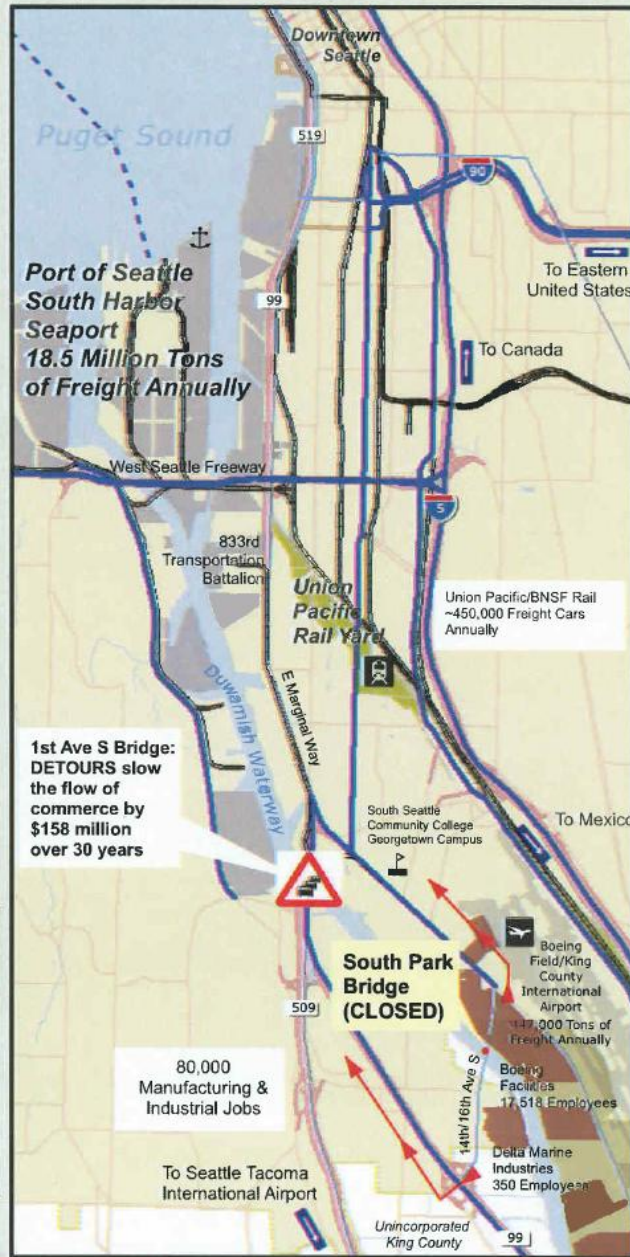 Downtown
Seattle
Puget Sound
519
90
To Eastern
United States
Port of Seattle
South Harbor
Seaport
18.5 Million Tons
of Freight Annually
99
To Canada
West Seattle Freeway
5
833rd
Transportation
Battalion
Union
Pacific
Rail Yard
Union Pacific/BNSF Rail
~450,000 Freight Cars
Annually
E Marginal Way
Duwamish Waterway
1st Ave S Bridge:
DETOURS slow
the flow of
commerce by
$158 million
over 30 years
South Seattle
Community College
Georgetown Campus
To Mexico
South Park
Bridge
(CLOSED)
Boeing
Field/King
County
International
Airport
Tons of
Freight Annually
509
80,000
Manufacturing &
Industrial Jobs
14th/16th Ave S
Boeing
Facilities
17,518 Employees
Delta Marine
Industries
350 Employees
To Seattle Tacoma
International Airport
Unincorporated
King County
99